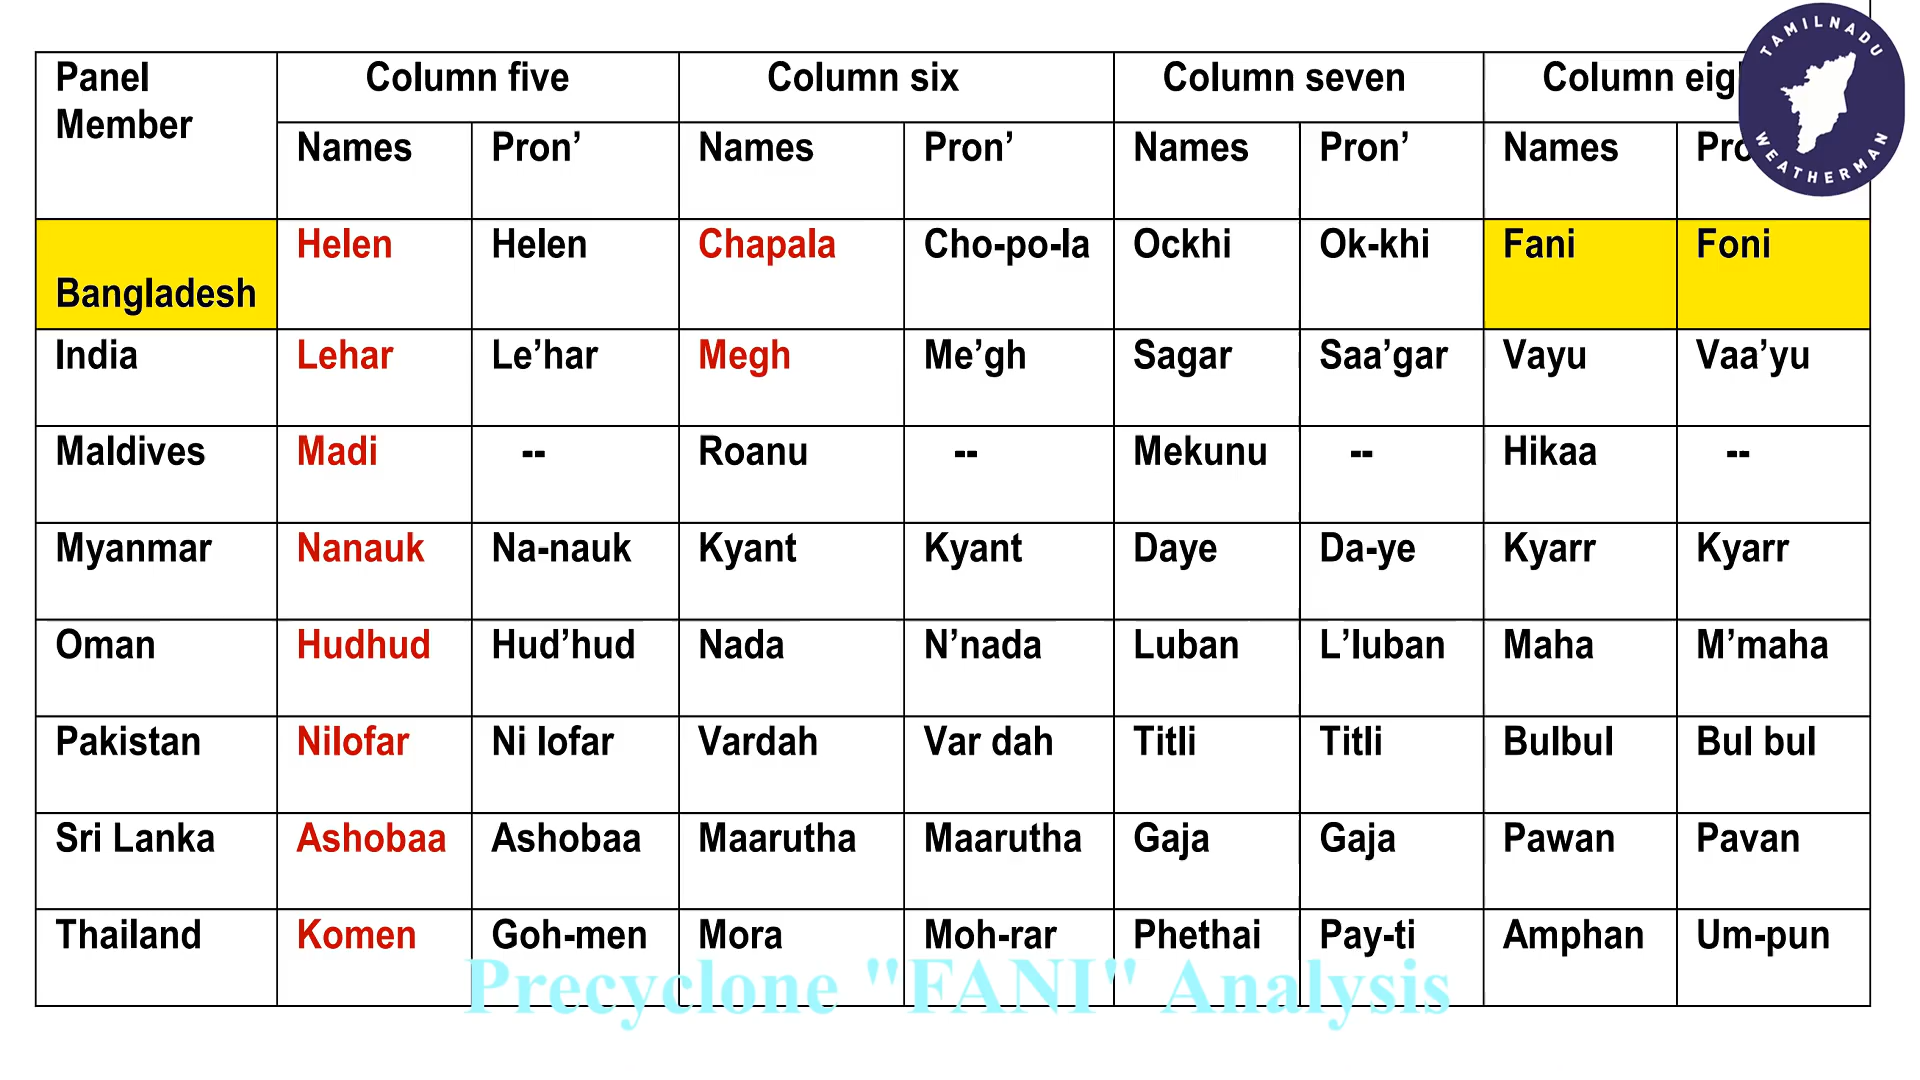 TAMILNADU WEATHERMAN
Panel Member Column five Column six Column seven Column
Names Pron’ Names Pron’ Names Pron’ Names
Bangladesh Helen Helen Chapala Cho-po-la Ockhi Ok-khi Fani Foni
India Lehar Le’har Megh Me’gh Sagar Saa’gar Vayu Vaa’yu
Maldives Madi -- Roanu -- Mekunu -- Hikaa --
Myanmar Nanauk Na-nauk Kyant Kyant Daye Da-ye Kyarr Kyarr
Oman Hudhud Hud’hud Nada N’nada Luban L’luban Maha M’maha
Pakistan Nilofar Ni lofar Vardah Var dah Titli Titli Bulbul Bul bul
Sri Lanka Ashobaa Ashobaa Maarutha Maarutha Gaja Gaja Pawan Pavan
Thailand Komen Goh-men Mora Moh-rar Phethai Pay-ti Amphan Um-pun
Precyclone "FANI" Analysis